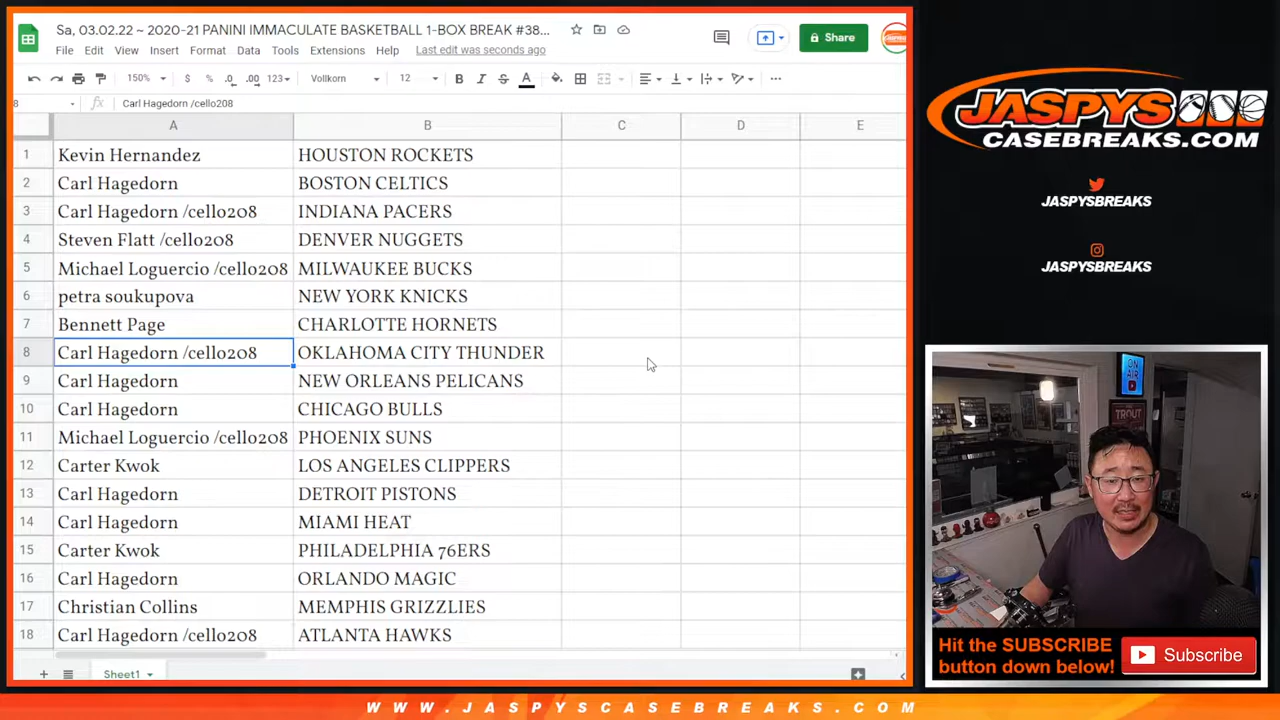 Sa, 03.02.22 ~ 2020-21 PANINI IMMACULATE BASKETBALL 1-BOX BREAK #38...
File Edit View Insert Format Data Tools Extensions Help Last edit was seconds ago
Share
150% $ % .0 .00 123 Vollkorn 12 B I S A
8 fx Carl Hagedorn /cello208
A B C D E
1 Kevin Hernandez HOUSTON ROCKETS
2 Carl Hagedorn BOSTON CELTICS
3 Carl Hagedorn /cello208 INDIANA PACERS
4 Steven Flatt /cello208 DENVER NUGGETS
5 Michael Loguercio /cello208 MILWAUKEE BUCKS
6 petra soukupova NEW YORK KNICKS
7 Bennett Page CHARLOTTE HORNETS
8 Carl Hagedorn /cello208 OKLAHOMA CITY THUNDER
9 Carl Hagedorn NEW ORLEANS PELICANS
10 Carl Hagedorn CHICAGO BULLS
11 Michael Loguercio /cello208 PHOENIX SUNS
12 Carter Kwok LOS ANGELES CLIPPERS
13 Carl Hagedorn DETROIT PISTONS
14 Carl Hagedorn MIAMI HEAT
15 Carter Kwok PHILADELPHIA 76ERS
16 Carl Hagedorn ORLANDO MAGIC
17 Christian Collins MEMPHIS GRIZZLIES
18 Carl Hagedorn /cello208 ATLANTA HAWKS
Sheet1
JASPYS
CASEBREAKS.COM
JASPYSBREAKS
JASPYSBREAKS
ON AIR
TROUT
Hit the SUBSCRIBE
button down below!
Subscribe
WWW.JASPYSCASEBREAKS.COM